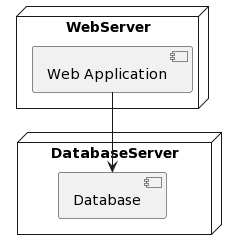 WebServer
Web Application
DatabaseServer
Database